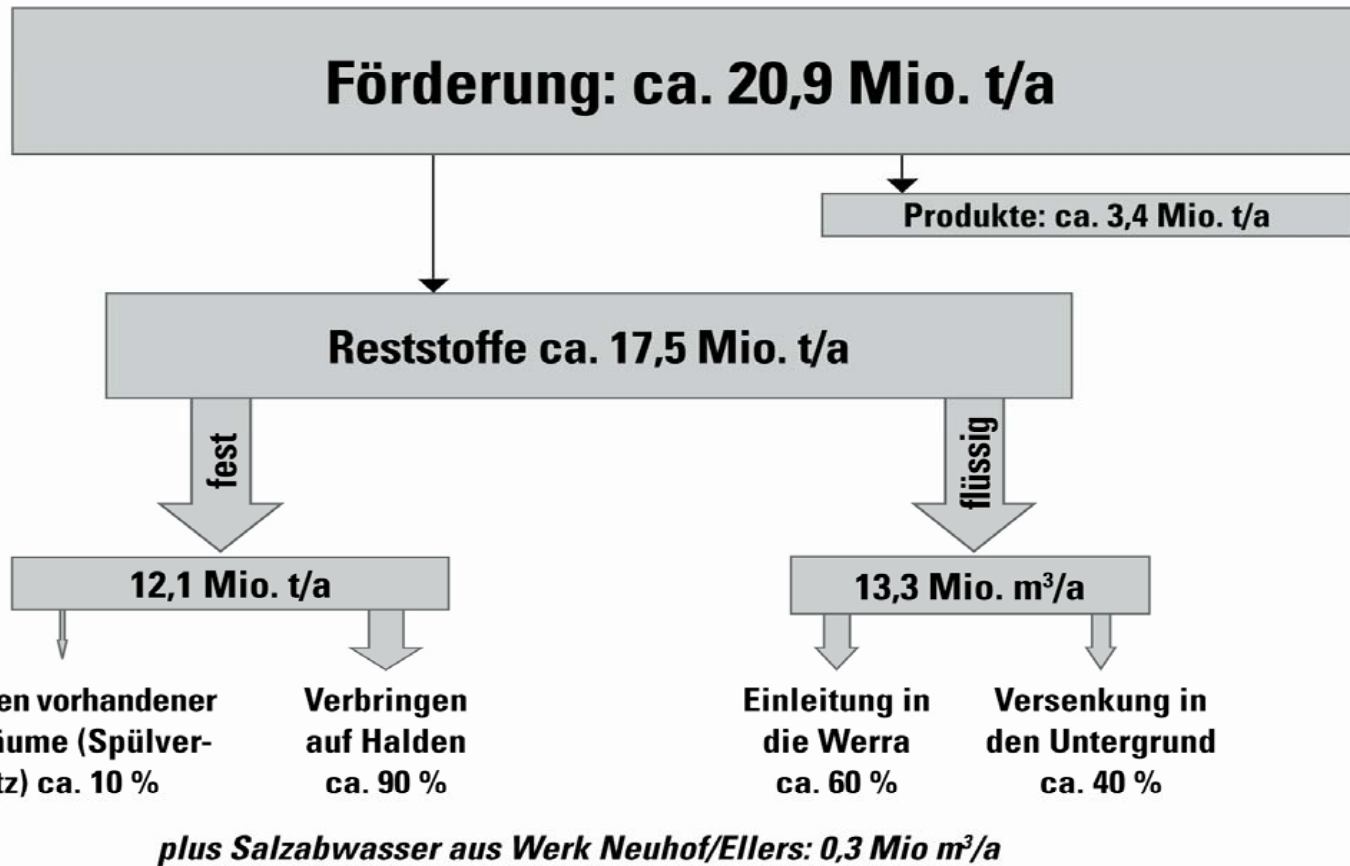 Förderung: ca. 20,9 Mio. t/a
Produkte: ca. 3,4 Mio. t/a
Reststoffe ca. 17,5 Mio. t/a
fest
flüssig
12,1 Mio. t/a
13,3 Mio. m³/a
en vorhandener
äume (Spülver-
tz) ca. 10 %
Verbringen
auf Halden
ca. 90 %
Einleitung in
die Werra
ca. 60 %
Versenkung in
den Untergrund
ca. 40 %
plus Salzabwasser aus Werk Neuhof/Ellers: 0,3 Mio m³/a